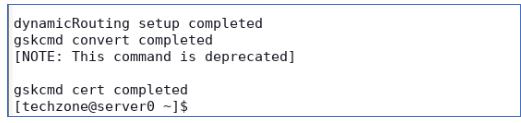 dynamicRouting setup completed
gskcmd convert completed
[NOTE: This command is deprecated]
gskcmd cert completed
[techzone@server0 ~]$